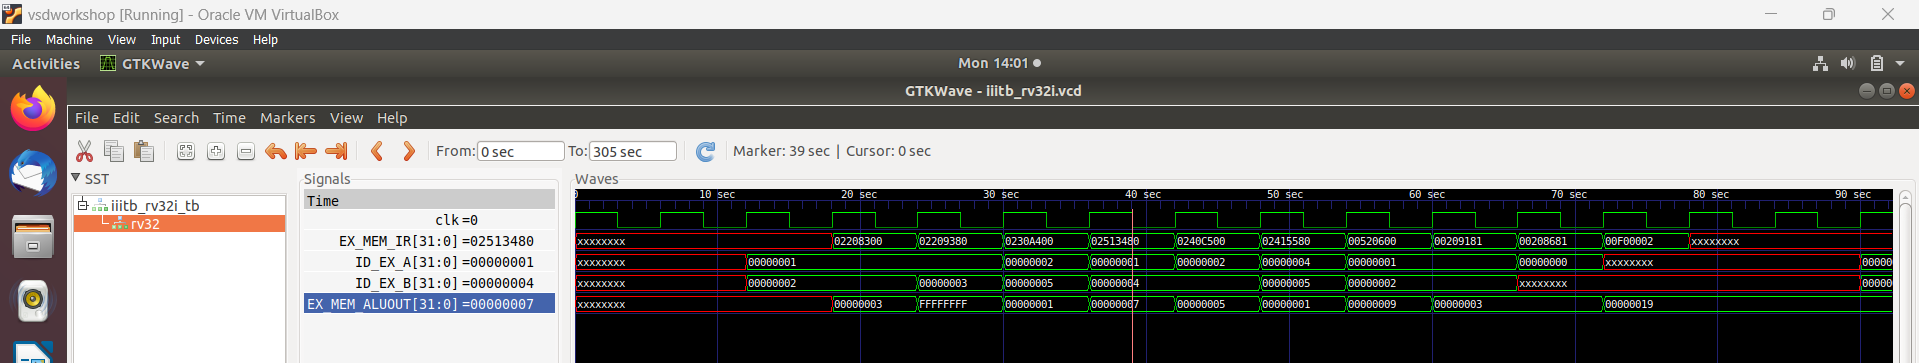 vsdworkshop [Running] - Oracle VM VirtualBox
File Machine View Input Devices Help
Activities GTKWave Mon 14:01
GTKWave - iiitb_rv32i.vcd
File Edit Search Time Markers View Help
From: 0 sec To: 305 sec Marker: 39 sec | Cursor: 0 sec
SST Signals Waves
iiitb_rv32i_tb Time 0 10 sec 20 sec 30 sec 40 sec 50 sec 60 sec 70 sec 80 sec 90 sec
rv32 clk =0
EX_MEM_IR[31:0] =02513480 xxxxxxxx 02208300 02209380 0230A400 02513480 0240C500 02415580 00520600 00209181 00208681 00F00002 xxxxxxxx
ID_EX_A[31:0] =00000001 xxxxxxxx 00000001 00000002 00000001 00000002 00000004 00000001 00000000 xxxxxxxx 00000
ID_EX_B[31:0] =00000004 xxxxxxxx 00000002 00000003 00000005 00000004 00000005 00000002 xxxxxxxx 00000
EX_MEM_ALUOUT[31:0] =00000007 xxxxxxxx 00000003 FFFFFFFF 00000001 00000007 00000005 00000001 00000009 00000003 00000019